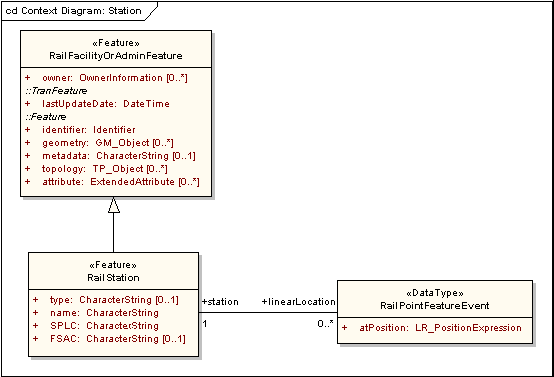 cd Context Diagram: Station
«Feature»
RailFacilityOrAdminFeature
+ owner: OwnerInformation [0..*]
::TranFeature
+ lastUpdateDate: DateTime
::Feature
+ identifier: Identifier
+ geometry: GM_Object [0..*]
+ metadata: CharacterString [0..1]
+ topology: TP_Object [0..*]
+ attribute: ExtendedAttribute [0..*]
«Feature»
RailStation
+ type: CharacterString [0..1]
+ name: CharacterString
+ SPLC: CharacterString
+ FSAC: CharacterString [0..1]
+station +linearLocation
1 0..*
«DataType»
RailPointFeatureEvent
+ atPosition: LR_PositionExpression